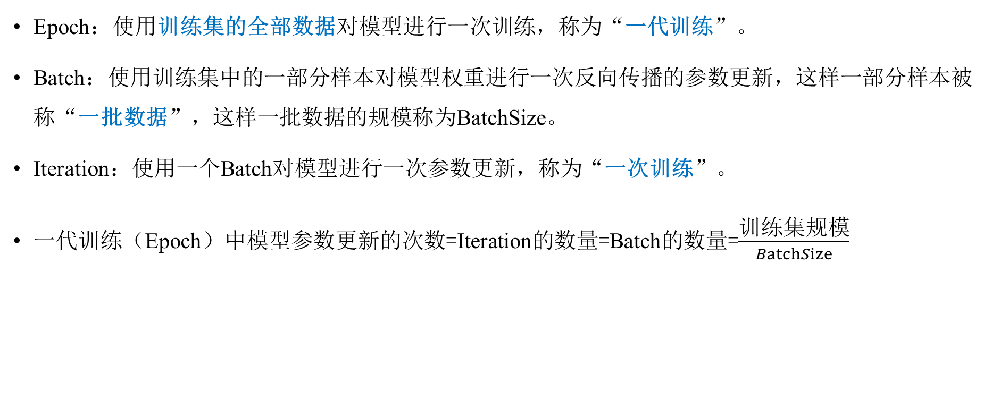 • Epoch：使用训练集的全部数据对模型进行一次训练，称为“一代训练”。
• Batch：使用训练集中的一部分样本对模型权重进行一次反向传播的参数更新，这样一部分样本被
称“一批数据”，这样一批数据的规模称为BatchSize。
• Iteration：使用一个Batch对模型进行一次参数更新，称为“一次训练”。
• 一代训练（Epoch）中模型参数更新的次数=Iteration的数量=Batch的数量=训练集规模
BatchSize